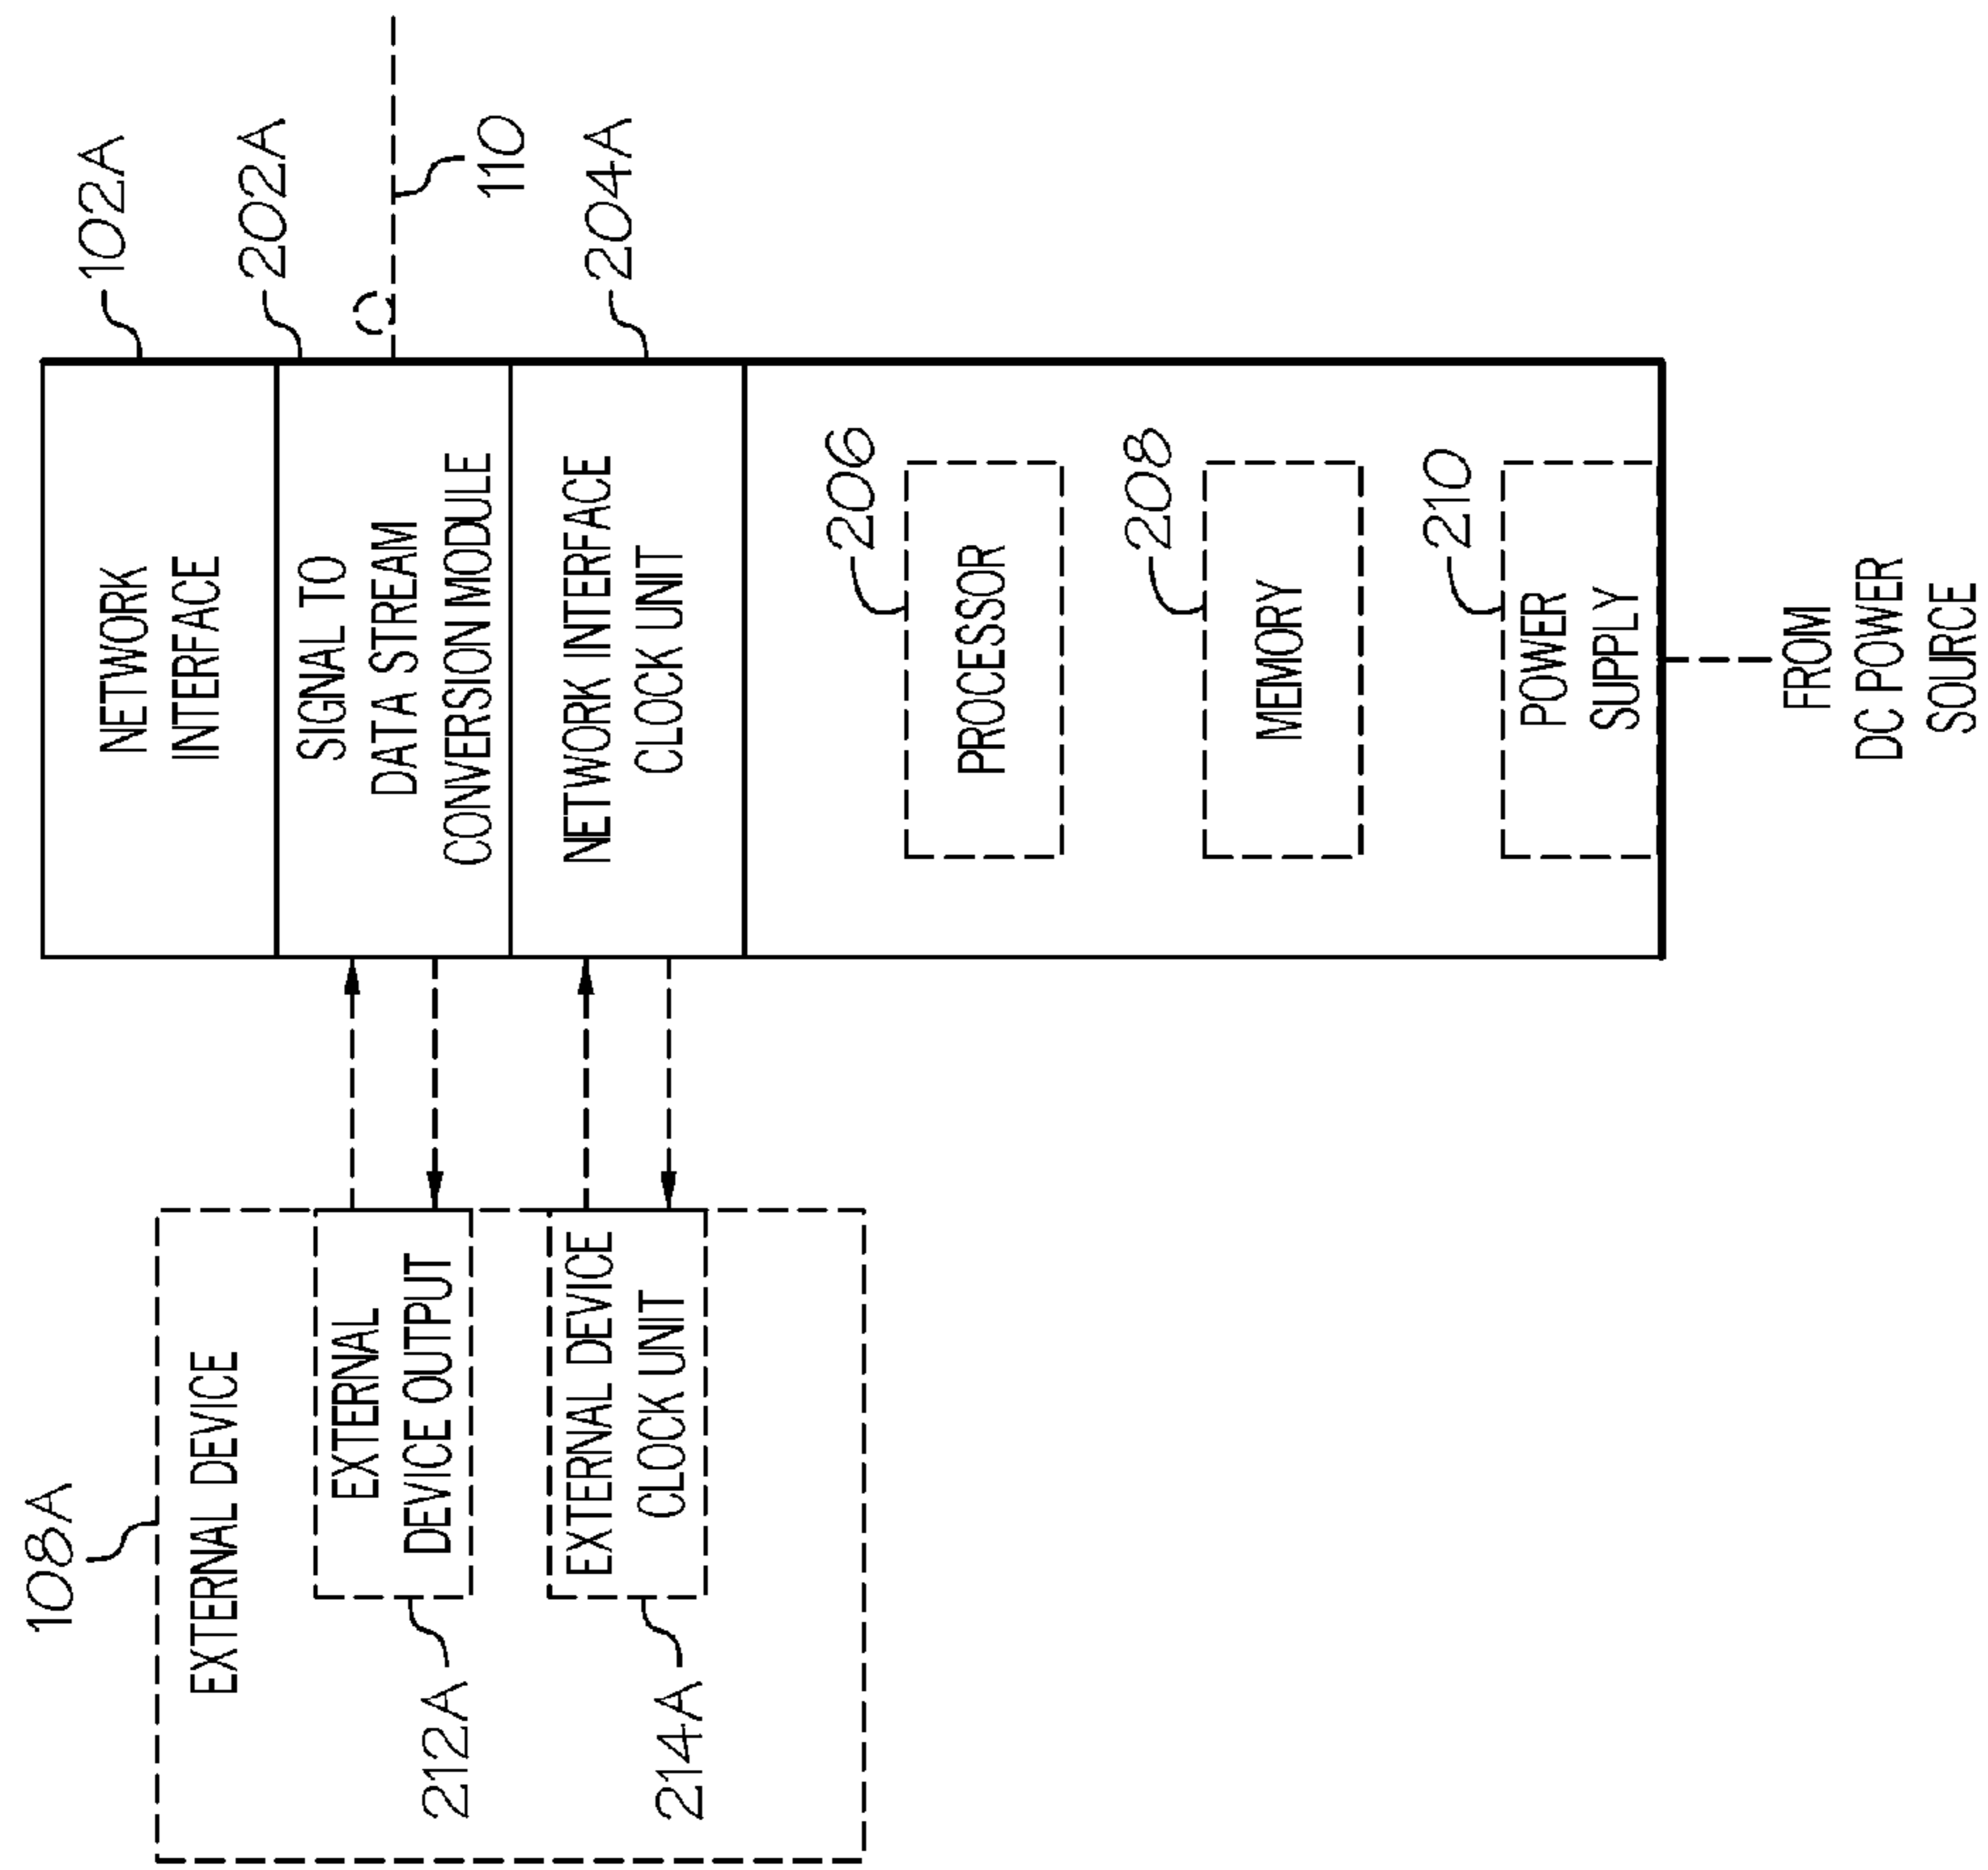 108A
EXTERNAL DEVICE
EXTERNAL
DEVICE OUTPUT
212A
EXTERNAL DEVICE
CLOCK UNIT
214A
NETWORK
INTERFACE
102A
SIGNAL TO
DATA STREAM
CONVERSION MODULE
202A
110
NETWORK INTERFACE
CLOCK UNIT
204A
206
PROCESSOR
208
MEMORY
210
POWER
SUPPLY
FROM
DC POWER
SOURCE